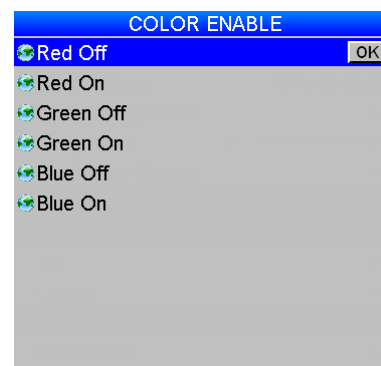 COLOR ENABLE
Red Off OK
Red On
Green Off
Green On
Blue Off
Blue On